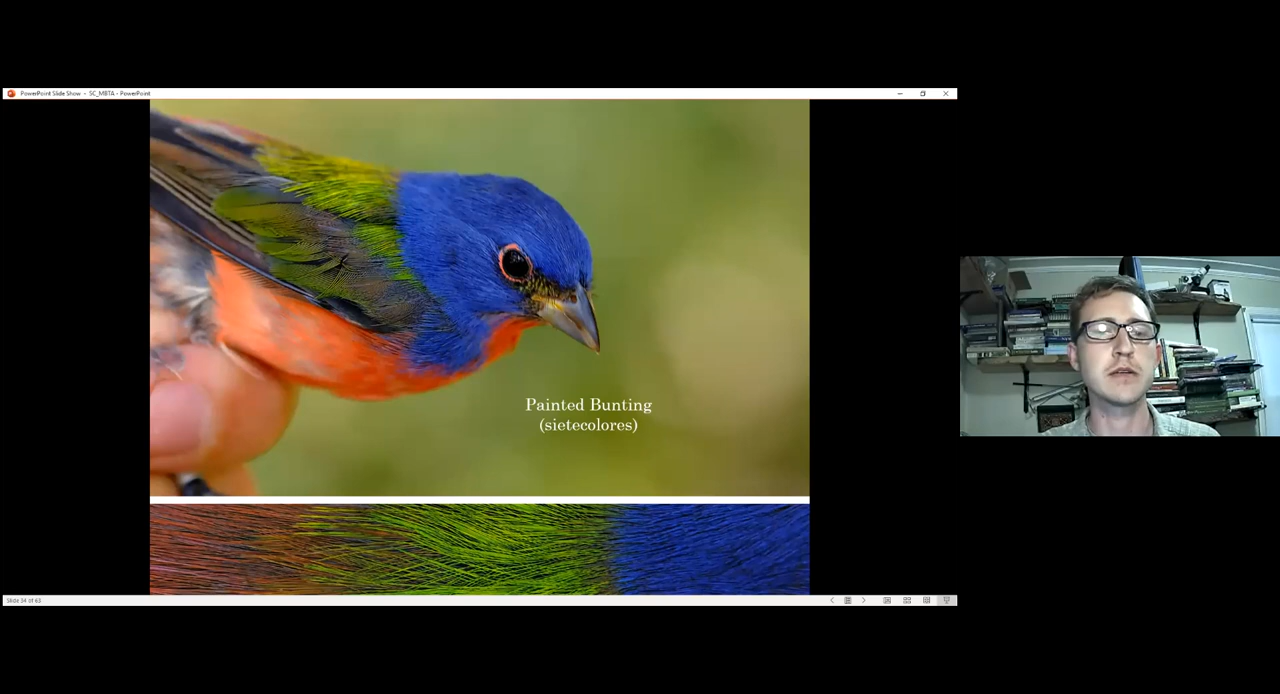 PowerPoint Slide Show - SC_MBTA - PowerPoint
Painted Bunting
(sietecolores)
Slide 34 of 63